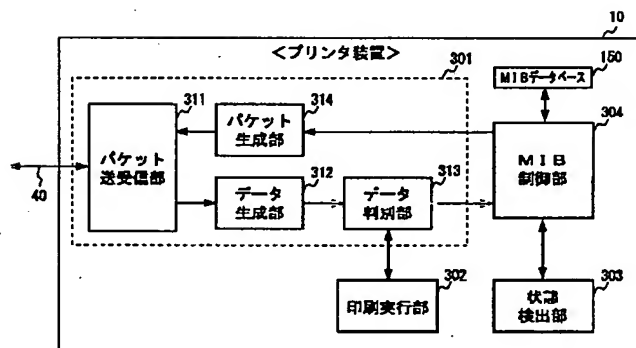 10
<プリンタ装置>
301
150
MIBデータベース
311
パケット
送受信部
314
パケット
生成部
304
MIB
制御部
40
312
データ
生成部
313
データ
判別部
302
印刷実行部
303
状態
検出部